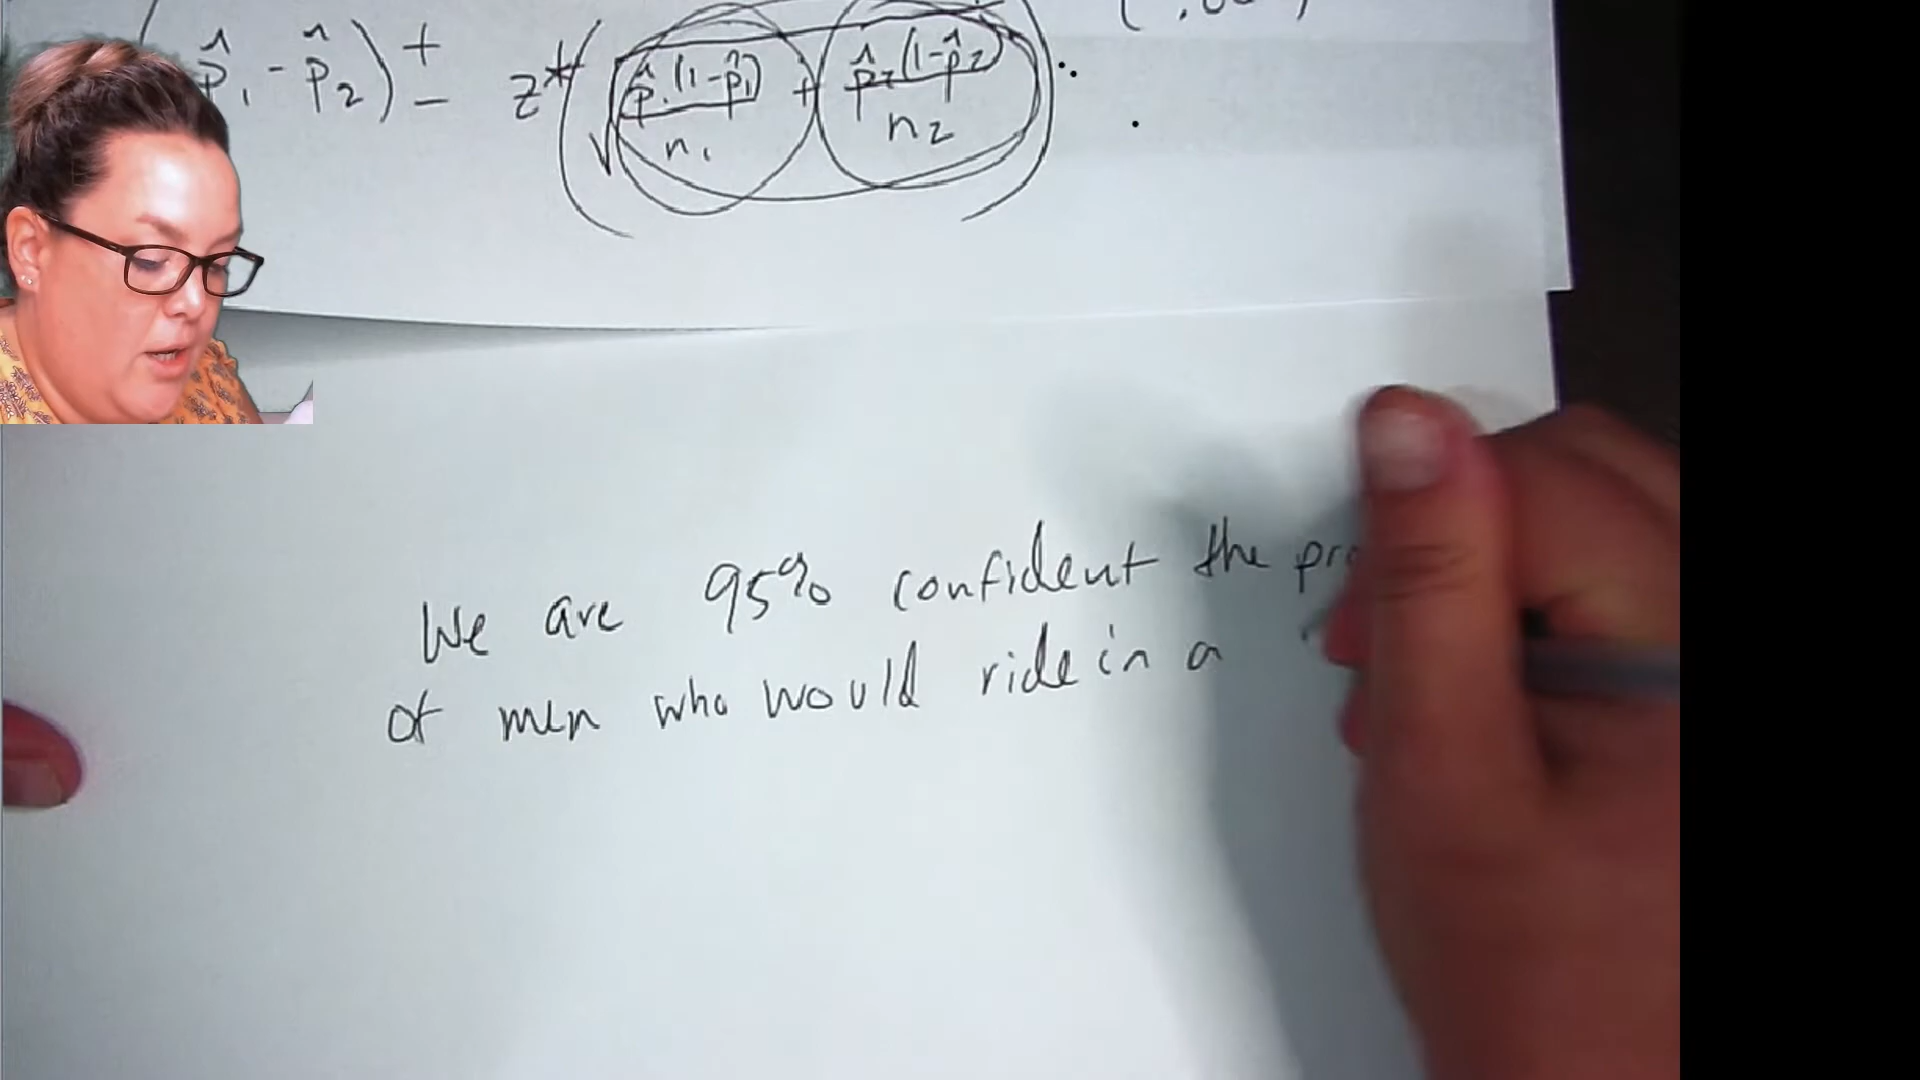 (p̂₁ - p̂₂) ± z* √ p̂₁(1-p̂₁)/n₁ + p̂₂(1-p̂₂)/n₂
We are 95% confident the
of men who would ride in a